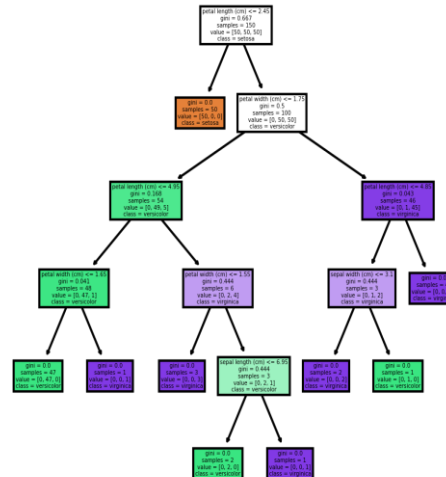 petal length (cm) <= 2.45
gini = 0.667
samples = 150
value = [50, 50, 50]
class = setosa
gini = 0.0
samples = 50
value = [50, 0, 0]
class = setosa
petal width (cm) <= 1.75
gini = 0.5
samples = 100
value = [0, 50, 50]
class = versicolor
petal length (cm) <= 4.95
gini = 0.168
samples = 54
value = [0, 49, 5]
class = versicolor
petal length (cm) <= 4.85
gini = 0.043
samples = 46
value = [0, 1, 45]
class = virginica
petal width (cm) <= 1.65
gini = 0.041
samples = 48
value = [0, 47, 1]
class = versicolor
petal width (cm) <= 1.55
gini = 0.444
samples = 6
value = [0, 2, 4]
class = virginica
sepal width (cm) <= 3.1
gini = 0.444
samples = 3
value = [0, 1, 2]
class = virginica
gini = 0.0
samples =
value = [0, 0,
class = virginica
gini = 0.0
samples = 47
value = [0, 47, 0]
class = versicolor
gini = 0.0
samples = 1
value = [0, 0, 1]
class = virginica
gini = 0.0
samples = 3
value = [0, 0, 3]
class = virginica
sepal length (cm) <= 6.95
gini = 0.444
samples = 3
value = [0, 2, 1]
class = versicolor
gini = 0.0
samples = 2
value = [0, 0, 2]
class = virginica
gini = 0.0
samples = 1
value = [0, 1, 0]
class = versicolor
gini = 0.0
samples = 2
value = [0, 2, 0]
class = versicolor
gini = 0.0
samples = 1
value = [0, 0, 1]
class = virginica